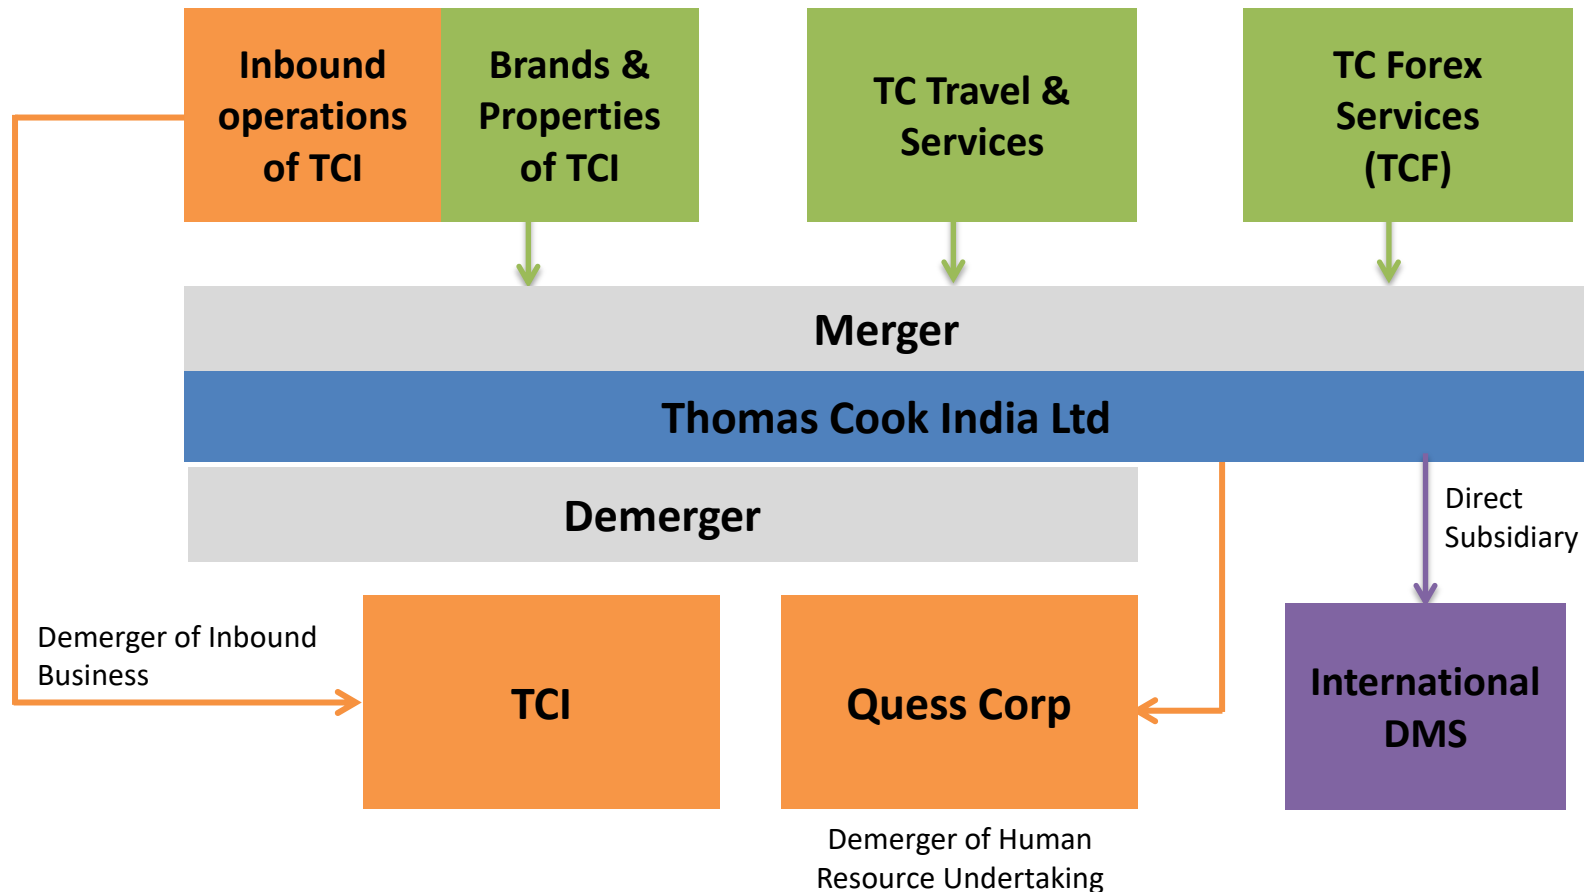 Inbound
operations
of TCI
Brands &
Properties
of TCI
TC Travel &
Services
TC Forex
Services
(TCF)
Merger
Thomas Cook India Ltd
Demerger
Direct
Subsidiary
Demerger of Inbound
Business
TCI
Quess Corp
International
DMS
Demerger of Human
Resource Undertaking